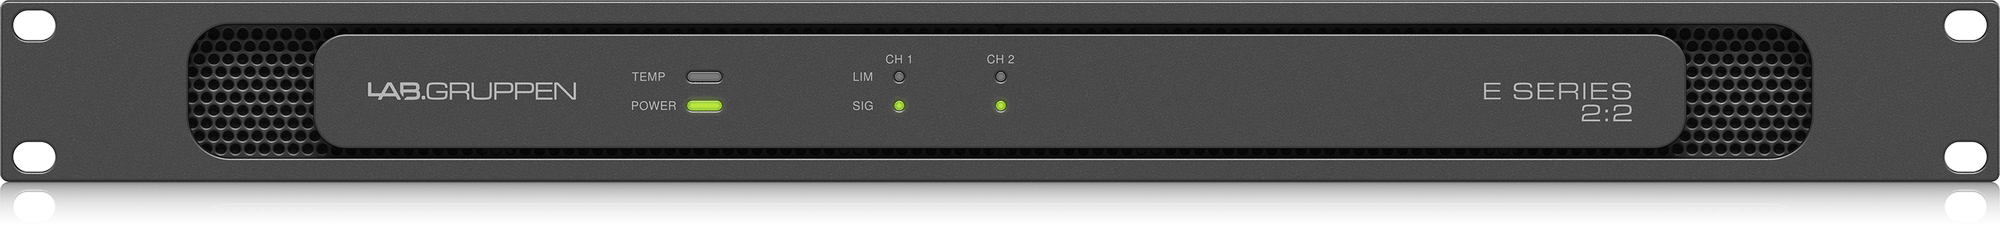 LAB.GRUPPEN
CH 1 CH 2
TEMP LIM
POWER SIG
E SERIES
2:2